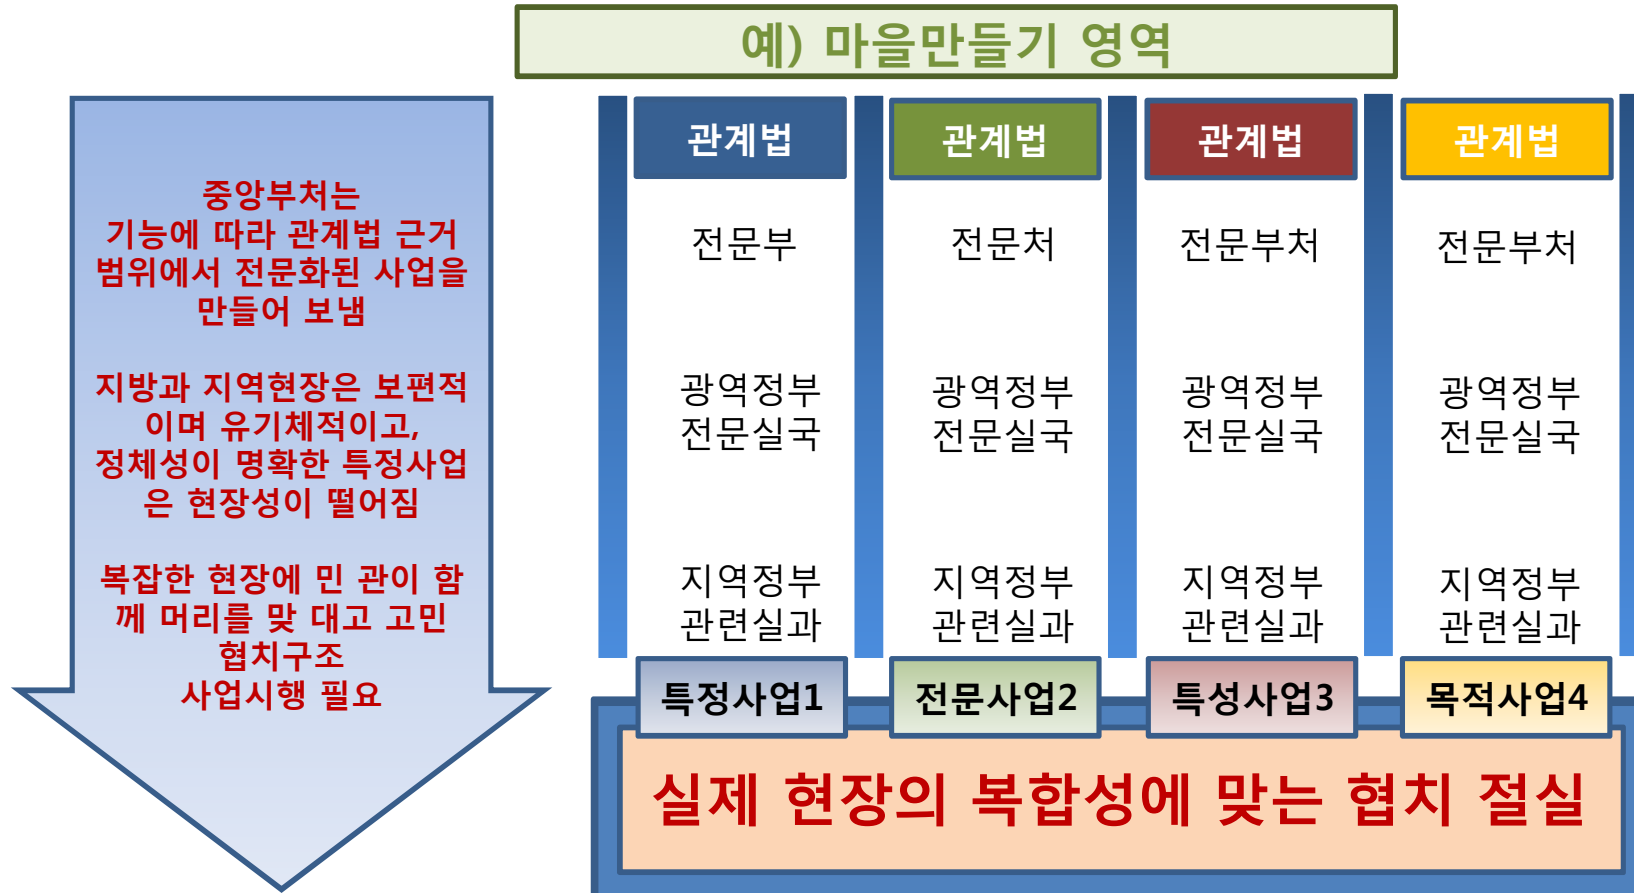 예) 마을만들기 영역
중앙부처는
기능에 따라 관계법 근거
범위에서 전문화된 사업을
만들어 보냄
지방과 지역현장은 보편적
이며 유기체적이고,
정체성이 명확한 특정사업
은 현장성이 떨어짐
복잡한 현장에 민 관이 함
께 머리를 맞 대고 고민
협치구조
사업시행 필요
관계법 관계법 관계법 관계법
전문부 전문처 전문부처 전문부처
광역정부 광역정부 광역정부 광역정부
전문실국 전문실국 전문실국 전문실국
지역정부 지역정부 지역정부 지역정부
관련실과 관련실과 관련실과 관련실과
특정사업1 전문사업2 특성사업3 목적사업4
실제 현장의 복합성에 맞는 협치 절실